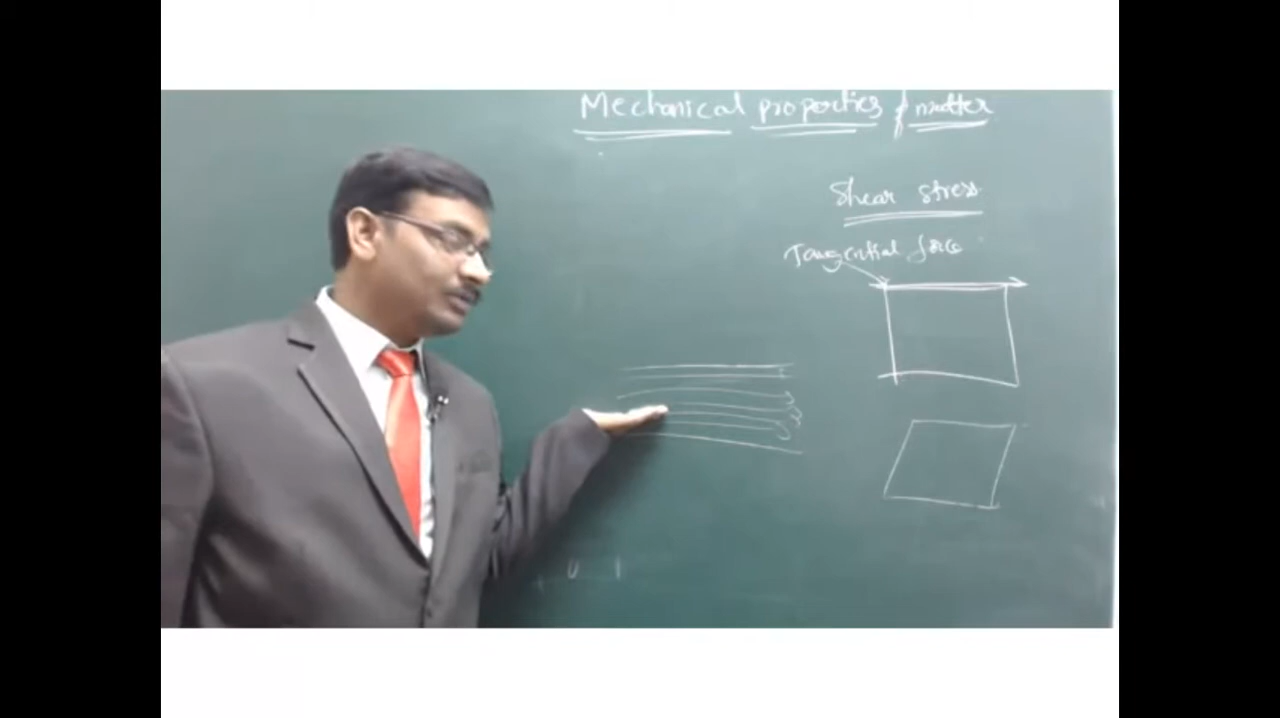 Mechanical properties of matter
Shear stress
Tangential force